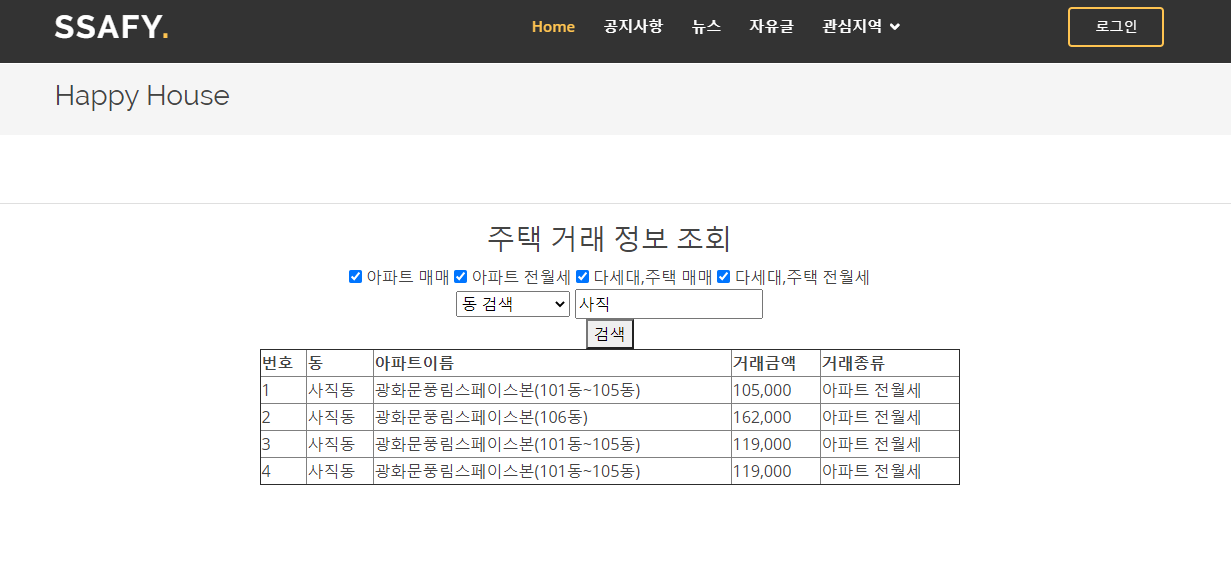 SSAFY. Home 공지사항 뉴스 자유글 관심지역 로그인
Happy House
주택 거래 정보 조회
아파트 매매 아파트 전월세 다세대,주택 매매 다세대,주택 전월세
동 검색 사직
검색
번호 동 아파트이름 거래금액 거래종류
1 사직동 광화문풍림스페이스본(101동~105동) 105,000 아파트 전월세
2 사직동 광화문풍림스페이스본(106동) 162,000 아파트 전월세
3 사직동 광화문풍림스페이스본(101동~105동) 119,000 아파트 전월세
4 사직동 광화문풍림스페이스본(101동~105동) 119,000 아파트 전월세